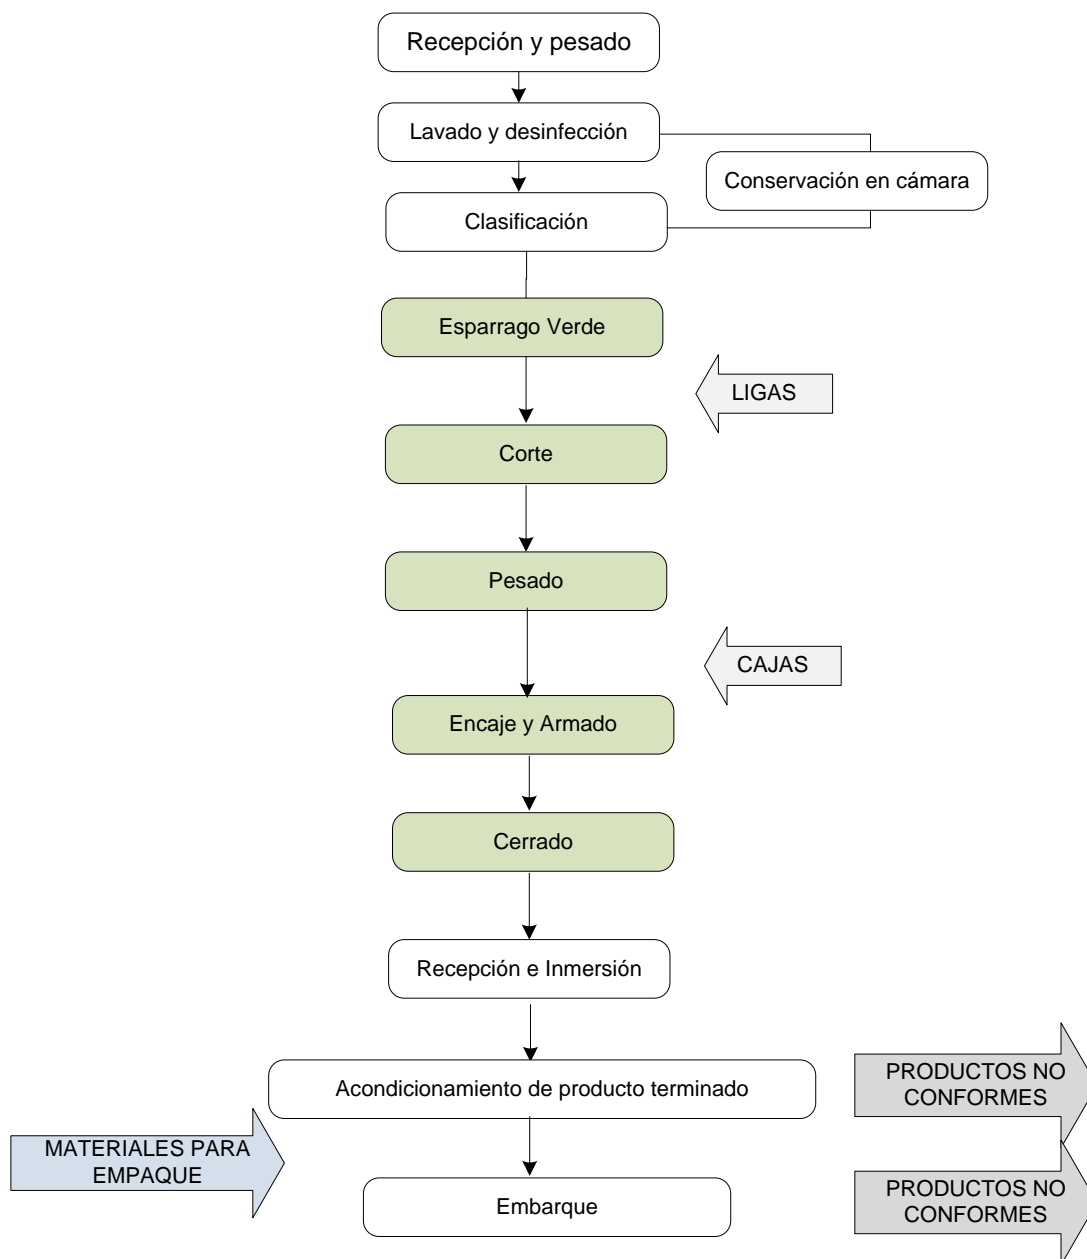 Recepción y pesado
Lavado y desinfección
Conservación en cámara
Clasificación
Esparrago Verde
LIGAS
Corte
Pesado
CAJAS
Encaje y Armado
Cerrado
Recepción e Inmersión
Acondicionamiento de producto terminado
PRODUCTOS NO
CONFORMES
MATERIALES PARA
EMPAQUE
Embarque
PRODUCTOS NO
CONFORMES